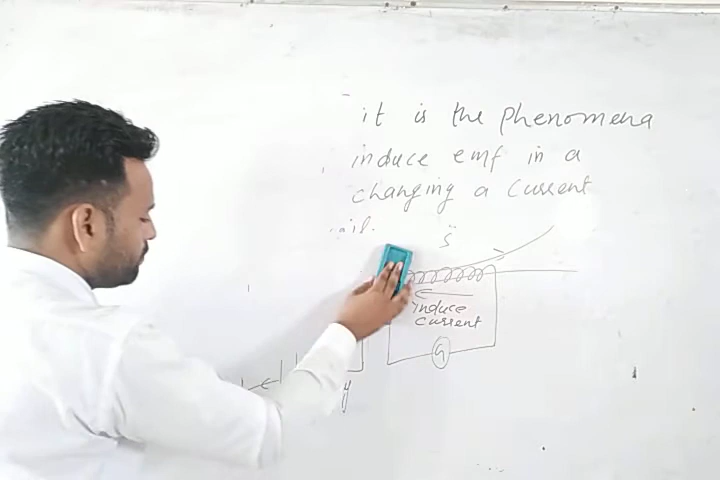 it is the phenomena
induce emf in a
changing a current
S
induce
current
G
y